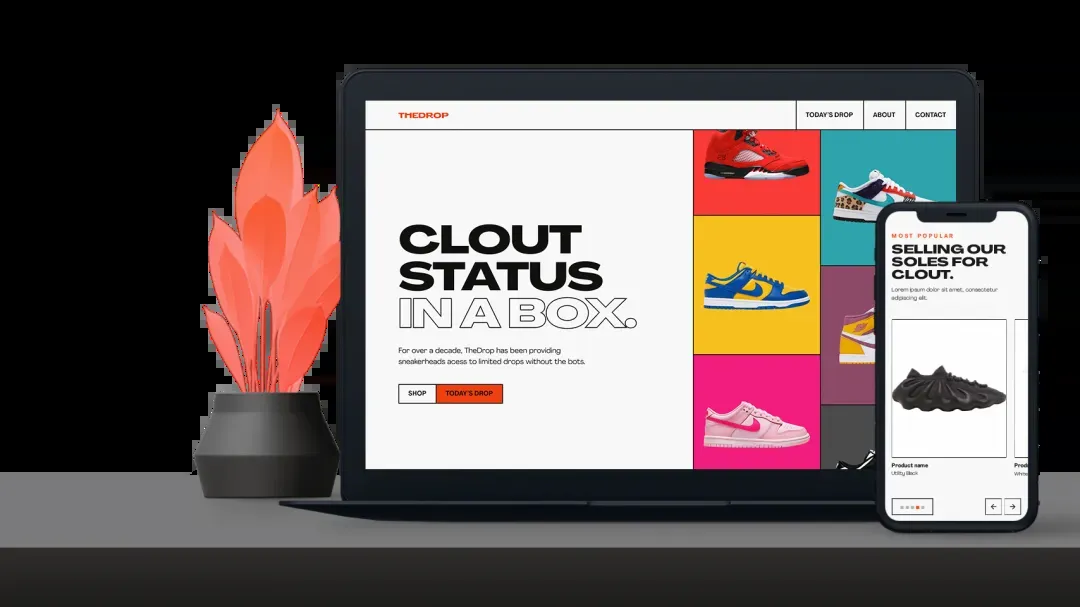 THEDROP
TODAY'S DROP
ABOUT
CONTACT
CLOUT
STATUS
IN A BOX.
For over a decade, TheDrop has been providing
sneakerheads acess to limited drops without the bots.
SHOP
TODAY'S DROP
MOST POPULAR
SELLING OUR
SOLES FOR
CLOUT.
Lorem ipsum dolor sit amet, consectetur
adipiscing elit.
Product name
Utility Black
Prod
White